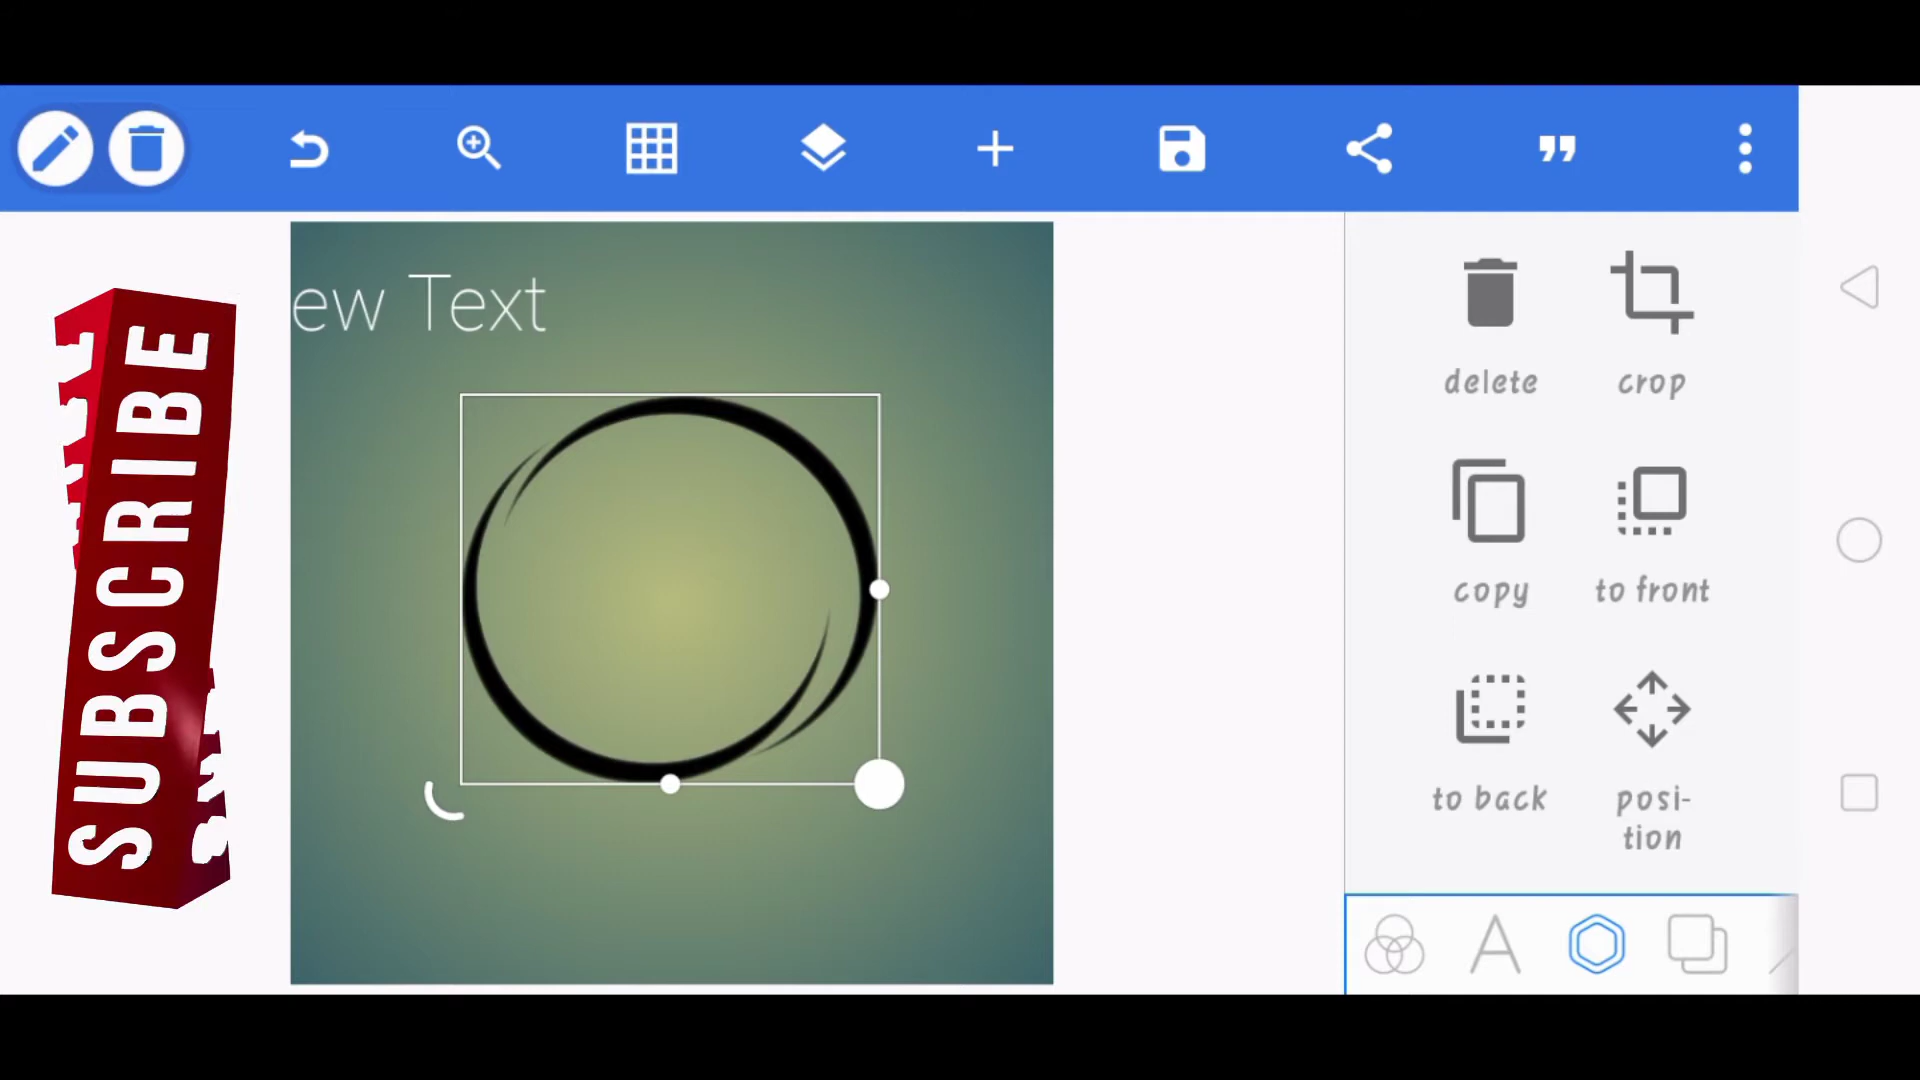 ew Text
SUBSCRIBE
delete
crop
copy
to front
to back
posi-
tion